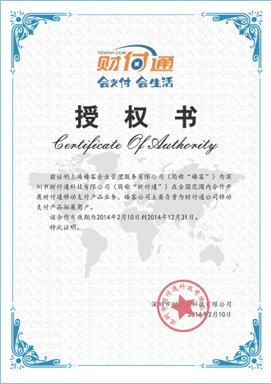 TENPAY.COM
财付通
会支付 会生活
授权书
Certificate Of Authority
兹证明上海臻客企业管理服务有限公司（简称“臻客”）为深
圳市财付通科技有限公司（简称“财付通”）在全国范围内合作开
展财付通移动支付产品业务。臻客公司主要负责为财付通公司移动
支付产品拓展商户。
该合作有效期为2014年2月10日到2014年12月31日。
特此证明。
深圳市财付通科技有限公司
2014年2月10日